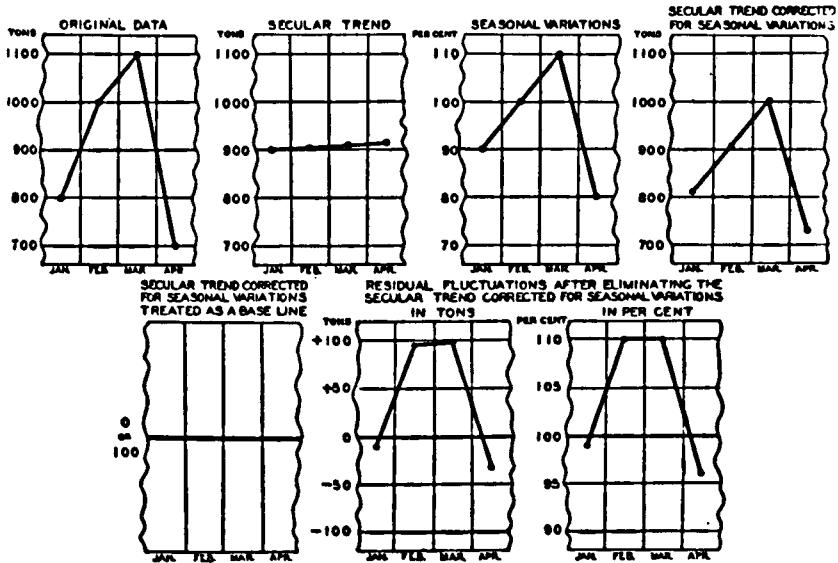 ORIGINAL DATA
TONS
1100
1000
900
800
700
JAN. FEB. MAR. APR.
SECULAR TREND
TONS
1100
1000
900
800
700
JAN. FEB. MAR. APR.
SEASONAL VARIATIONS
PER CENT
110
100
90
80
70
JAN. FEB. MAR. APR.
SECULAR TREND CORRECTED
FOR SEASONAL VARIATIONS
TONS
1100
1000
900
800
700
JAN. FEB. MAR. APR.
SECULAR TREND CORRECTED
FOR SEASONAL VARIATIONS
TREATED AS A BASE LINE
0
OR
100
JAN. FEB. MAR. APR.
RESIDUAL FLUCTUATIONS AFTER ELIMINATING THE
SECULAR TREND CORRECTED FOR SEASONAL VARIATIONS
IN TONS
TONS
+100
+50
0
-50
-100
JAN. FEB. MAR. APR.
IN PER CENT
PER CENT
110
105
100
95
90
JAN. FEB. MAR. APR.